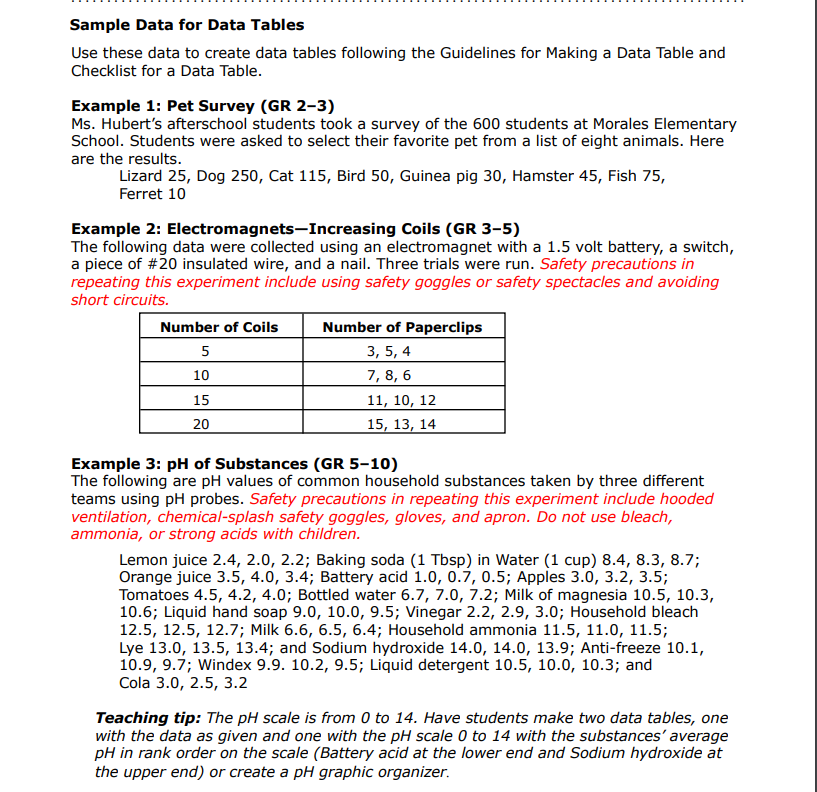 Sample Data for Data Tables
Use these data to create data tables following the Guidelines for Making a Data Table and
Checklist for a Data Table.
Example 1: Pet Survey (GR 2–3)
Ms. Hubert’s afterschool students took a survey of the 600 students at Morales Elementary
School. Students were asked to select their favorite pet from a list of eight animals. Here
are the results.
Lizard 25, Dog 250, Cat 115, Bird 50, Guinea pig 30, Hamster 45, Fish 75,
Ferret 10
Example 2: Electromagnets—Increasing Coils (GR 3–5)
The following data were collected using an electromagnet with a 1.5 volt battery, a switch,
a piece of #20 insulated wire, and a nail. Three trials were run. Safety precautions in
repeating this experiment include using safety goggles or safety spectacles and avoiding
short circuits.
Number of Coils Number of Paperclips
5 3, 5, 4
10 7, 8, 6
15 11, 10, 12
20 15, 13, 14
Example 3: pH of Substances (GR 5–10)
The following are pH values of common household substances taken by three different
teams using pH probes. Safety precautions in repeating this experiment include hooded
ventilation, chemical-splash safety goggles, gloves, and apron. Do not use bleach,
ammonia, or strong acids with children.
Lemon juice 2.4, 2.0, 2.2; Baking soda (1 Tbsp) in Water (1 cup) 8.4, 8.3, 8.7;
Orange juice 3.5, 4.0, 3.4; Battery acid 1.0, 0.7, 0.5; Apples 3.0, 3.2, 3.5;
Tomatoes 4.5, 4.2, 4.0; Bottled water 6.7, 7.0, 7.2; Milk of magnesia 10.5, 10.3,
10.6; Liquid hand soap 9.0, 10.0, 9.5; Vinegar 2.2, 2.9, 3.0; Household bleach
12.5, 12.5, 12.7; Milk 6.6, 6.5, 6.4; Household ammonia 11.5, 11.0, 11.5;
Lye 13.0, 13.5, 13.4; and Sodium hydroxide 14.0, 14.0, 13.9; Anti-freeze 10.1,
10.9, 9.7; Windex 9.9. 10.2, 9.5; Liquid detergent 10.5, 10.0, 10.3; and
Cola 3.0, 2.5, 3.2
Teaching tip: The pH scale is from 0 to 14. Have students make two data tables, one
with the data as given and one with the pH scale 0 to 14 with the substances’ average
pH in rank order on the scale (Battery acid at the lower end and Sodium hydroxide at
the upper end) or create a pH graphic organizer.